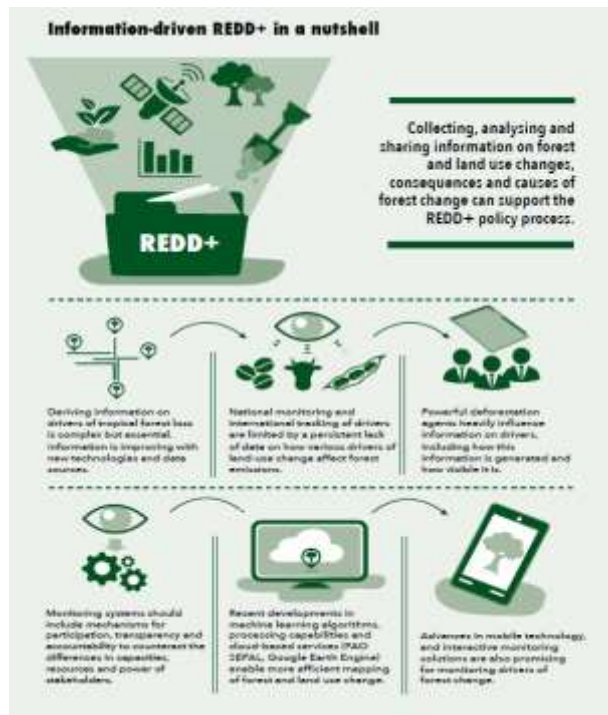 Information-driven REDD+ in a nutshell
Collecting, analysing and
sharing information on forest
and land use changes,
consequences and causes of
forest change can support the
REDD+ policy process.
REDD+
Deriving information on
drivers of tropical forest loss
is complex but essential.
Information is improving with
new technologies and data
sources.
National monitoring and
international tracking of drivers
are limited by a persistent lack
of data on how various drivers of
land-use change affect forest
emissions.
Powerful deforestation
agents heavily influence
information on drivers,
including how this
information is generated and
how visible it is.
Monitoring systems should
include mechanisms for
participation, transparency and
accountability to counteract the
differences in capacities,
resources and power of
stakeholders.
Recent developments in
machine learning algorithms,
processing capabilities and
cloud-based services (FAO
SEPAL, Google Earth Engine)
enable more efficient mapping
of forest and land use change.
Advances in mobile technology,
and interactive monitoring
solutions are also promising
for monitoring drivers of
forest change.